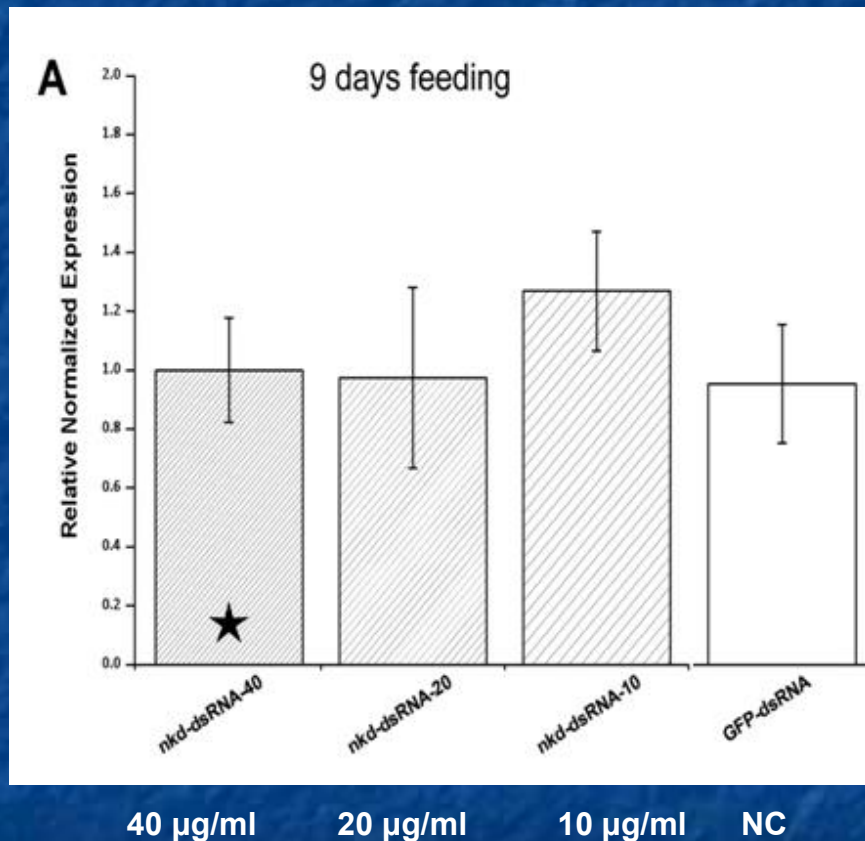 A
9 days feeding
Relative Normalized Expression
2.0
1.8
1.6
1.4
1.2
1.0
0.8
0.6
0.4
0.2
0.0
nkd-dsRNA-40
nkd-dsRNA-20
nkd-dsRNA-10
GFP-dsRNA
40 µg/ml 20 µg/ml 10 µg/ml NC